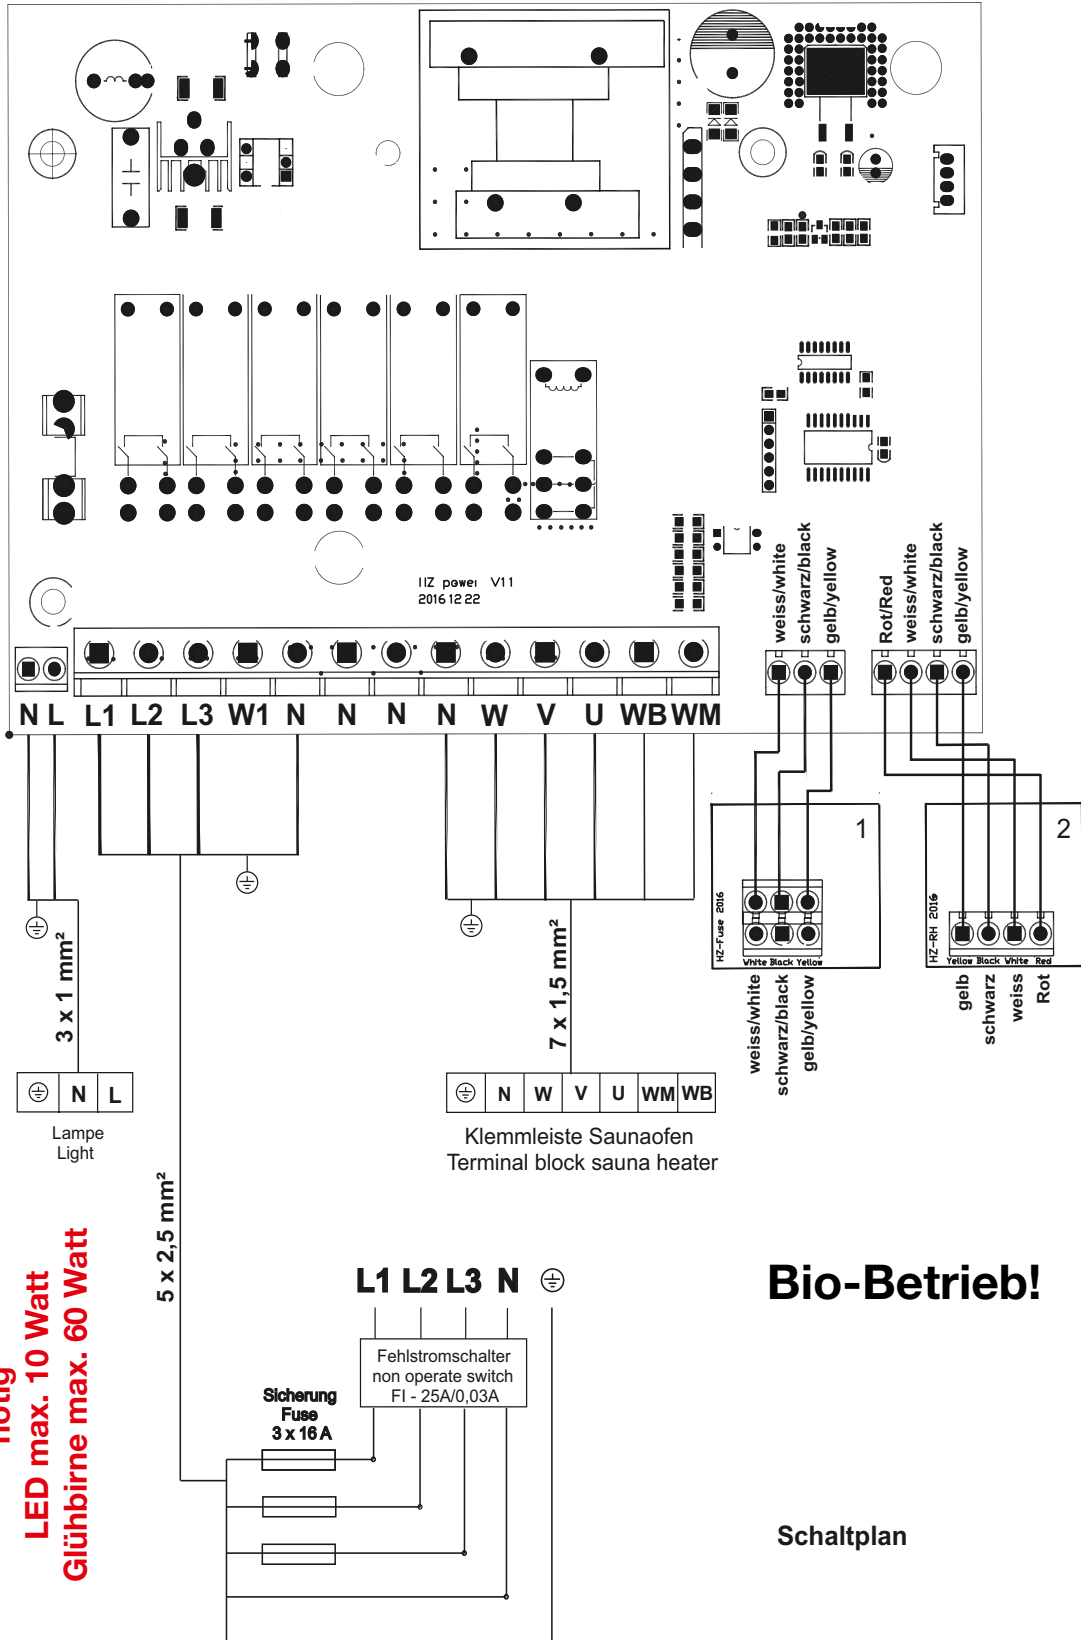 IIZ power V11
2016 12 22
weiss/white
schwarz/black
gelb/yellow
Rot/Red
weiss/white
schwarz/black
gelb/yellow
N L L1 L2 L3 W1 N N N N W V U WB WM
1
2
HZ-Fuse 2016
White Black Yellow
HZ-RH 2016
Yellow Black White Red
weiss/white
schwarz/black
gelb/yellow
gelb
schwarz
weiss
Rot
3 x 1 mm²
7 x 1,5 mm²
N L
Lampe
Light
N W V U WM WB
Klemmleiste Saunaofen
Terminal block sauna heater
5 x 2,5 mm²
LED max. 10 Watt
Glühbirne max. 60 Watt
L1 L2 L3 N
Fehlstromschalter
non operate switch
FI - 25A/0,03A
Sicherung
Fuse
3 x 16 A
Bio-Betrieb!
Schaltplan